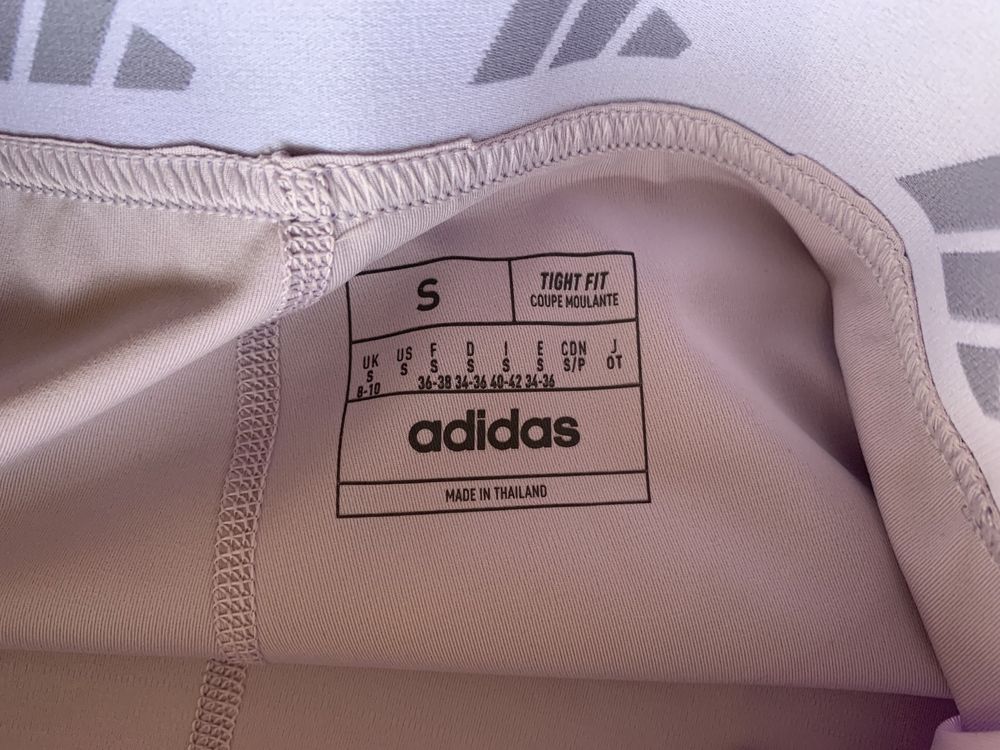 S
TIGHT FIT
COUPE MOULANTE
UK US F D I E CDN J
S S S S S S S/P OT
8-10 36-38 34-36 40-42 34-36
adidas
MADE IN THAILAND